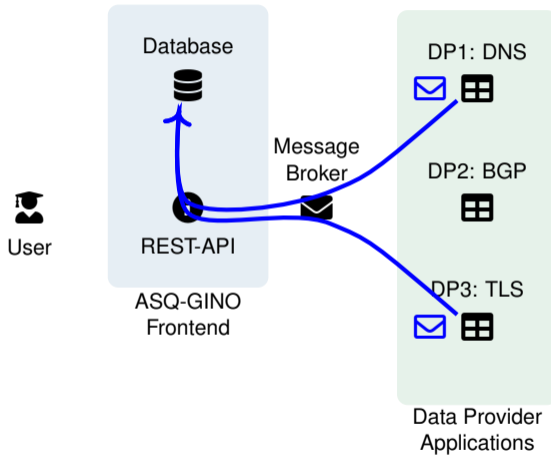 Database
DP1: DNS
Message
Broker
DP2: BGP
User
REST-API
DP3: TLS
ASQ-GINO
Frontend
Data Provider
Applications